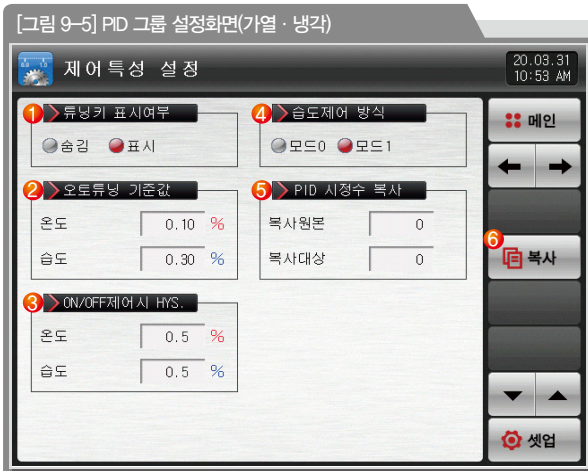 [그림 9-5] PID 그룹 설정화면(가열 · 냉각)
제어특성 설정
20.03.31
10:53 AM
1 튜닝키 표시여부
숨김 표시
2 오토튜닝 기준값
온도 0.10 %
습도 0.30 %
3 ON/OFF제어시 HYS.
온도 0.5 %
습도 0.5 %
4 습도제어 방식
모드0 모드1
5 PID 시정수 복사
복사원본 0
복사대상 0
메인
6
복사
셋업